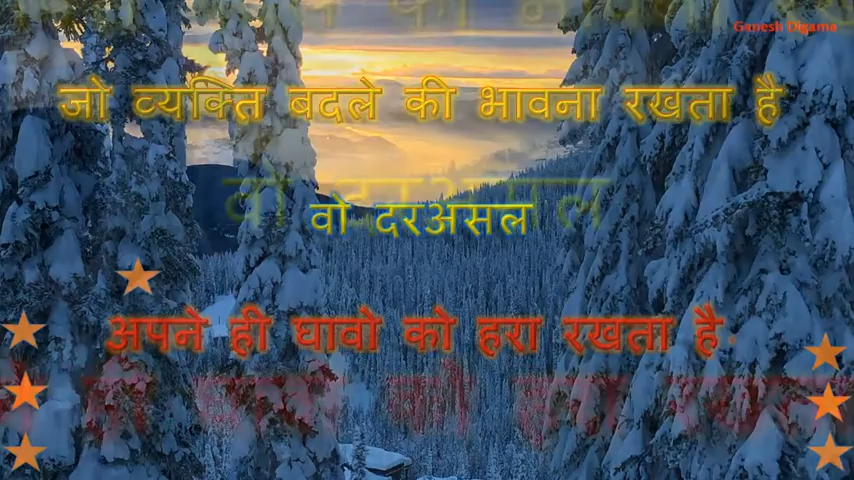 Ganesh Digama
जो व्यक्ति बदले की भावना रखता है
वो दरअसल
अपने ही घावो को हरा रखता है.